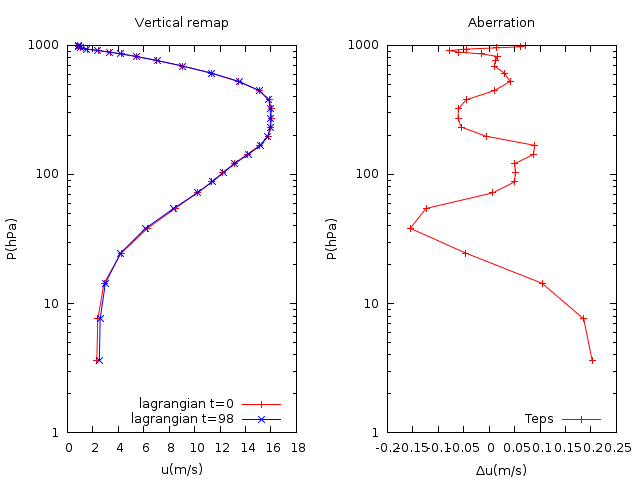 Vertical remap
1000
100
10
1
P(hPa)
0 2 4 6 8 10 12 14 16 18
u(m/s)
lagrangian t=0
lagrangian t=98
Aberration
1000
100
10
1
P(hPa)
-0.2 -0.15 -0.1 -0.05 0 0.05 0.1 0.15 0.2 0.25
Δu(m/s)
Teps